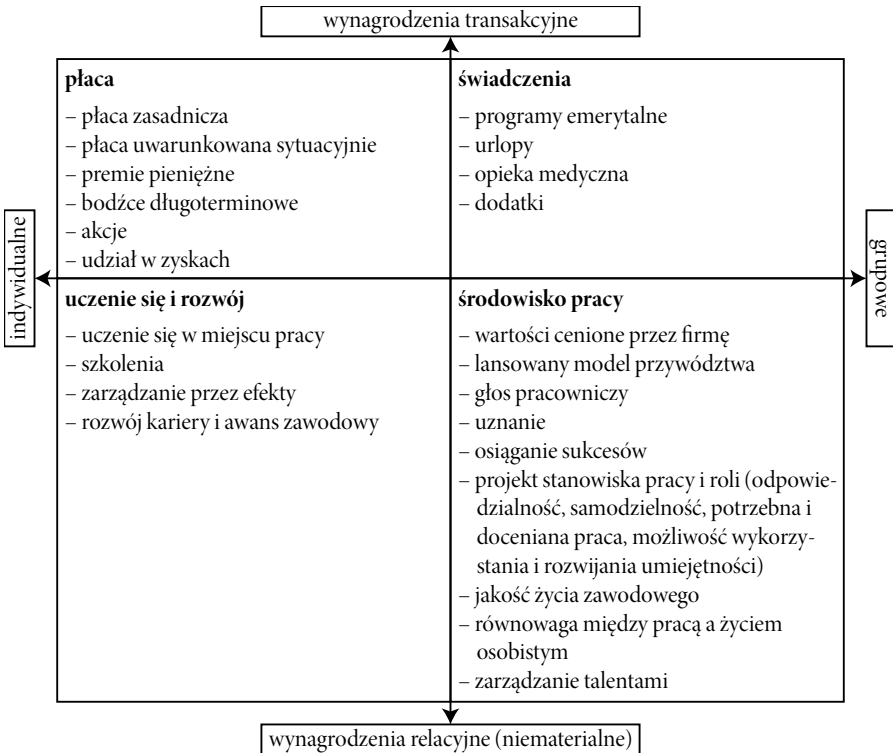 wynagrodzenia transakcyjne
płaca
– płaca zasadnicza
– płaca uwarunkowana sytuacyjnie
– premie pieniężne
– bodźce długoterminowe
– akcje
– udział w zyskach
świadczenia
– programy emerytalne
– urlopy
– opieka medyczna
– dodatki
indywidualne
grupowe
uczenie się i rozwój
– uczenie się w miejscu pracy
– szkolenia
– zarządzanie przez efekty
– rozwój kariery i awans zawodowy
środowisko pracy
– wartości cenione przez firmę
– lansowany model przywództwa
– głos pracowniczy
– uznanie
– osiąganie sukcesów
– projekt stanowiska pracy i roli (odpowie-
dzialność, samodzielność, potrzebna i
doceniana praca, możliwość wykorzy-
stania i rozwijania umiejętności)
– jakość życia zawodowego
– równowaga między pracą a życiem
osobistym
– zarządzanie talentami
wynagrodzenia relacyjne (niematerialne)